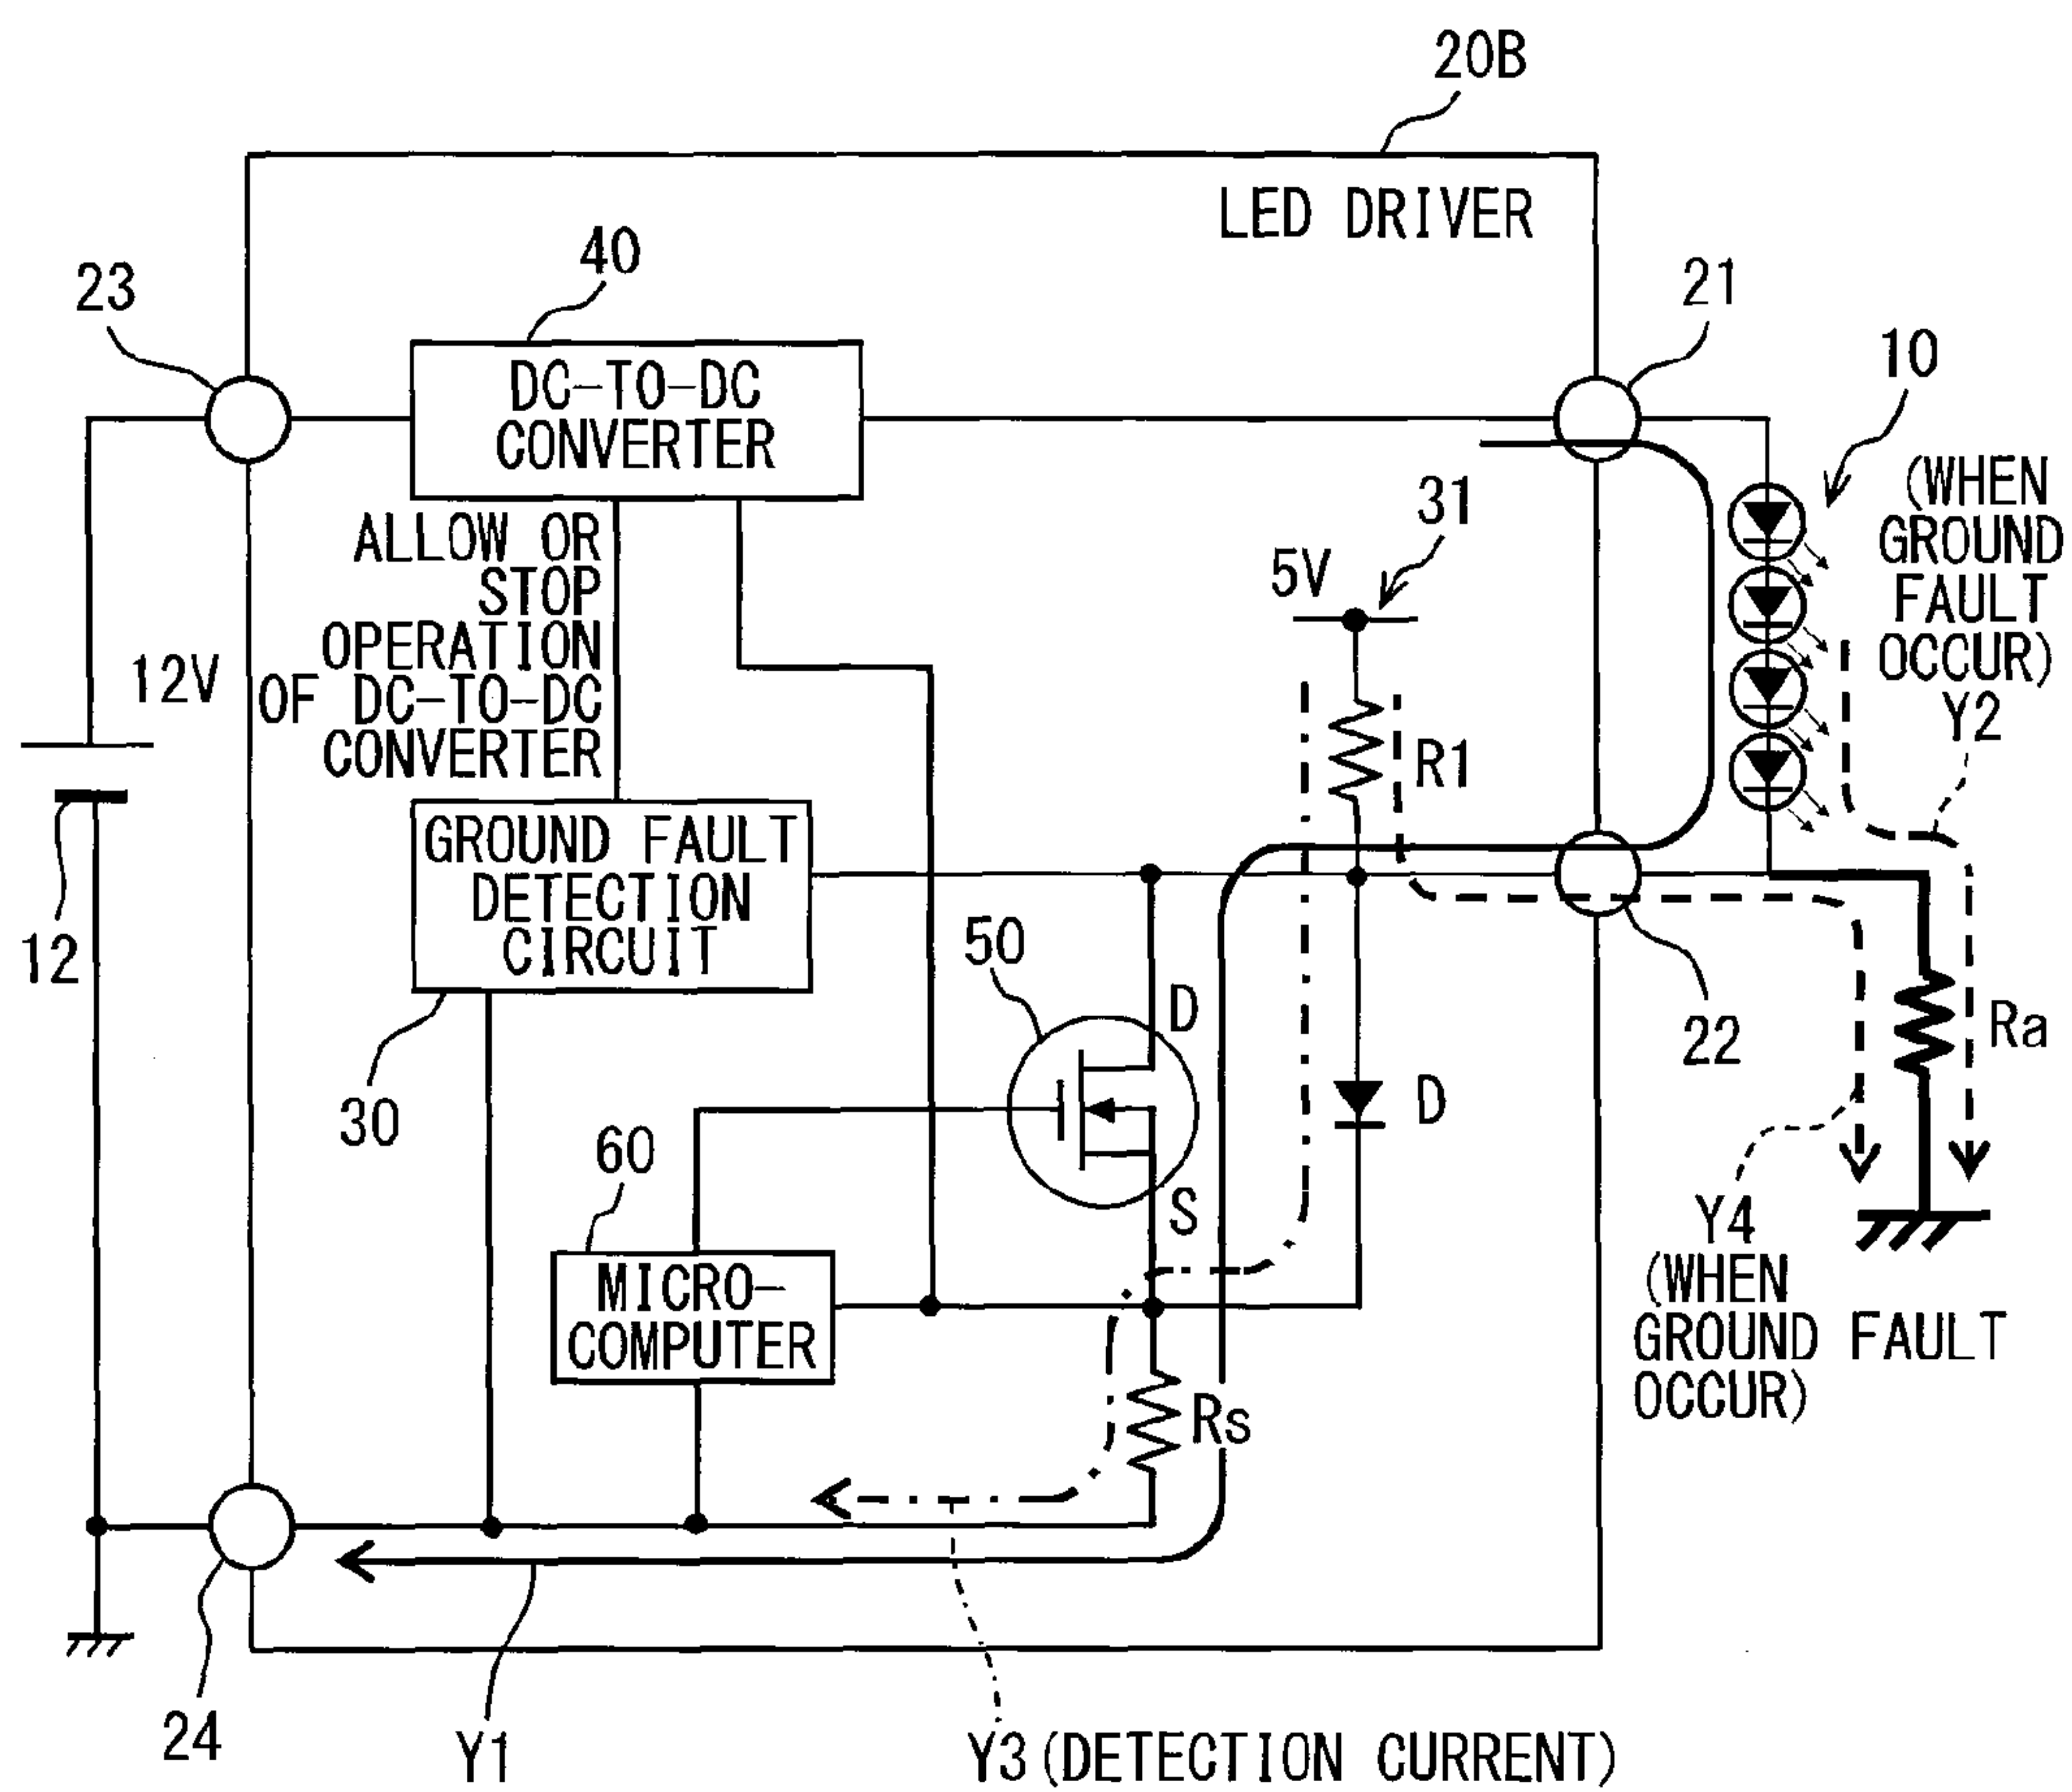 20B
LED DRIVER
40
23
21
10
DC-TO-DC
CONVERTER
(WHEN
GROUND
FAULT
OCCUR)
Y2
31
5V
ALLOW OR
STOP
OPERATION
OF DC-TO-DC
CONVERTER
12V
R1
GROUND FAULT
DETECTION
CIRCUIT
12
50
D
22
Ra
30
60
D
S
Y4
(WHEN
GROUND FAULT
OCCUR)
MICRO-
COMPUTER
Rs
24
Y1
Y3(DETECTION CURRENT)